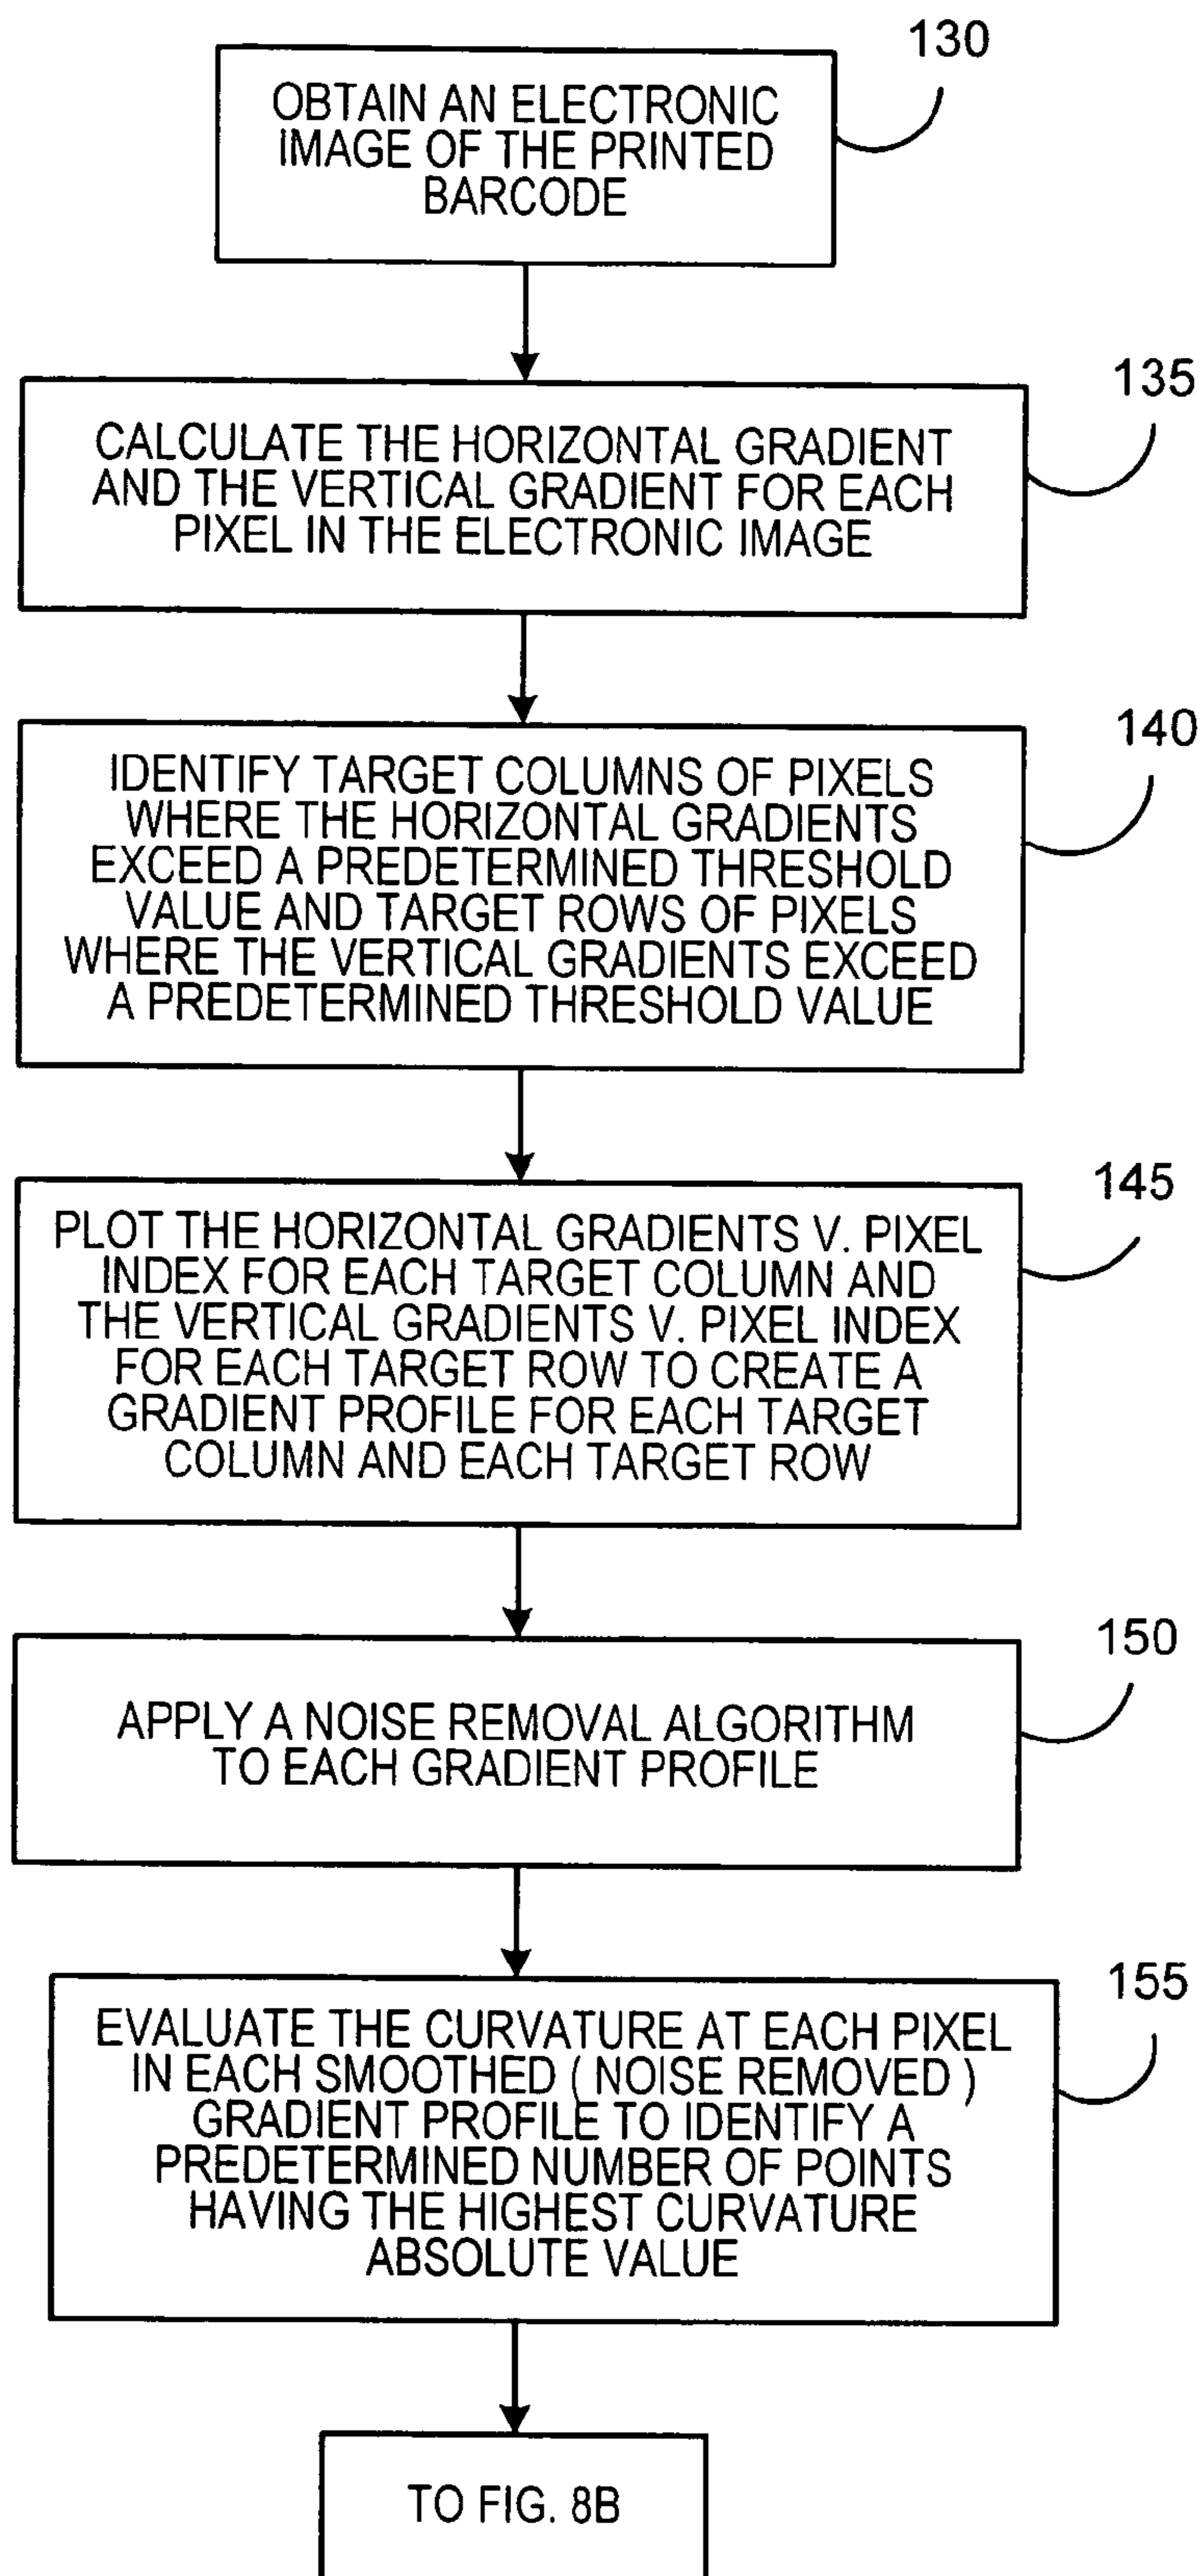 130
OBTAIN AN ELECTRONIC
IMAGE OF THE PRINTED
BARCODE
135
CALCULATE THE HORIZONTAL GRADIENT
AND THE VERTICAL GRADIENT FOR EACH
PIXEL IN THE ELECTRONIC IMAGE
140
IDENTIFY TARGET COLUMNS OF PIXELS
WHERE THE HORIZONTAL GRADIENTS
EXCEED A PREDETERMINED THRESHOLD
VALUE AND TARGET ROWS OF PIXELS
WHERE THE VERTICAL GRADIENTS EXCEED
A PREDETERMINED THRESHOLD VALUE
145
PLOT THE HORIZONTAL GRADIENTS V. PIXEL
INDEX FOR EACH TARGET COLUMN AND
THE VERTICAL GRADIENTS V. PIXEL INDEX
FOR EACH TARGET ROW TO CREATE A
GRADIENT PROFILE FOR EACH TARGET
COLUMN AND EACH TARGET ROW
150
APPLY A NOISE REMOVAL ALGORITHM
TO EACH GRADIENT PROFILE
155
EVALUATE THE CURVATURE AT EACH PIXEL
IN EACH SMOOTHED ( NOISE REMOVED )
GRADIENT PROFILE TO IDENTIFY A
PREDETERMINED NUMBER OF POINTS
HAVING THE HIGHEST CURVATURE
ABSOLUTE VALUE
TO FIG. 8B